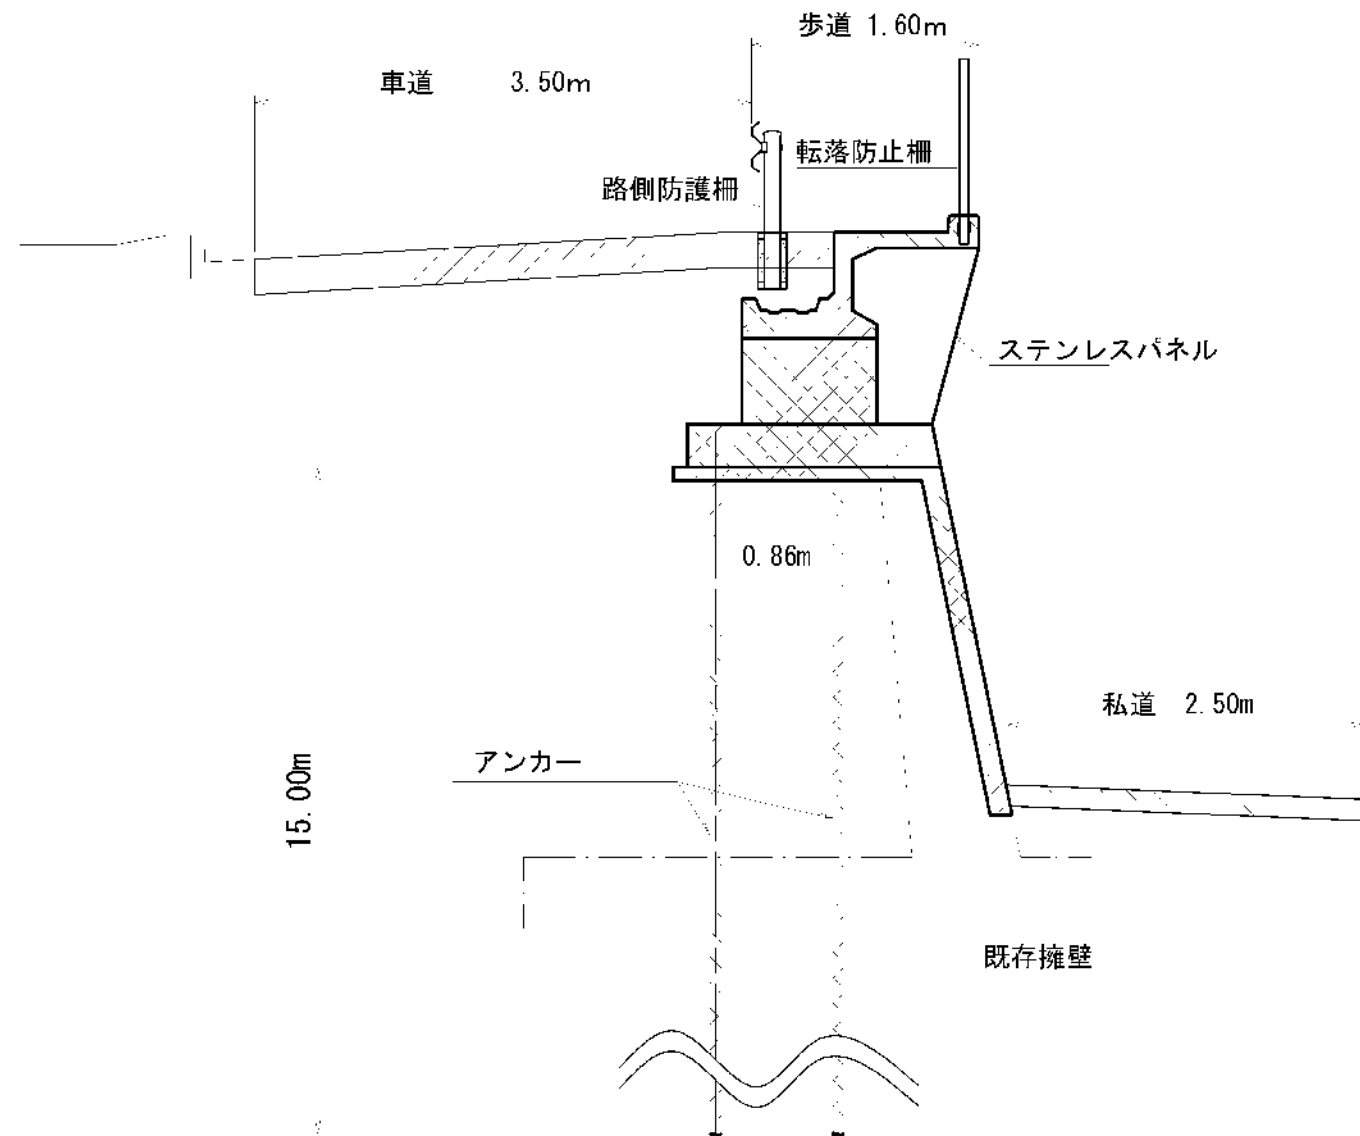 歩道 1.60m
車道 3.50m
転落防止柵
路側防護柵
ステンレスパネル
0.86m
私道 2.50m
アンカー
15.00m
既存擁壁